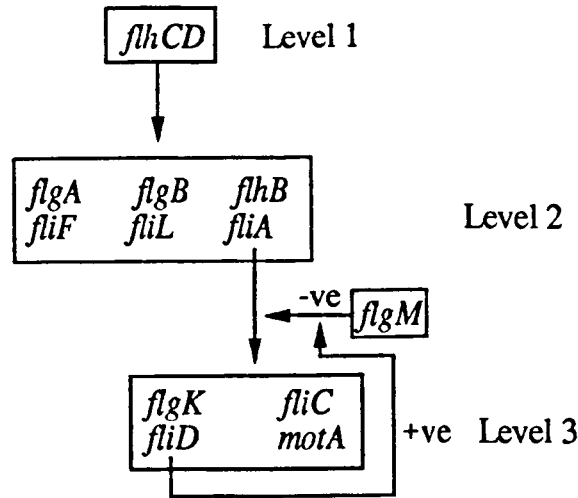 flhCD Level 1
flgA flgB flhB
fliF fliL fliA
Level 2
-ve
flgM
flgK fliC
fliD motA
+ve Level 3